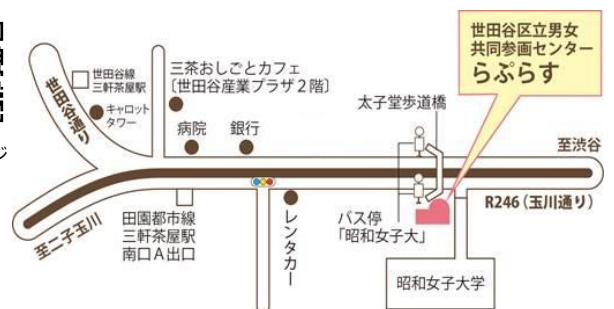 世田谷区立男女
共同参画センター
らぷらす
世田谷線
三軒茶屋駅
キャロット
タワー
世田谷通り
三茶おしごとカフェ
〔世田谷産業プラザ2階〕
病院
銀行
太子堂歩道橋
至渋谷
R246(玉川通り)
至二子玉川
田園都市線
三軒茶屋駅
南口A出口
レンタカー
バス停
「昭和女子大」
昭和女子大学
ジ